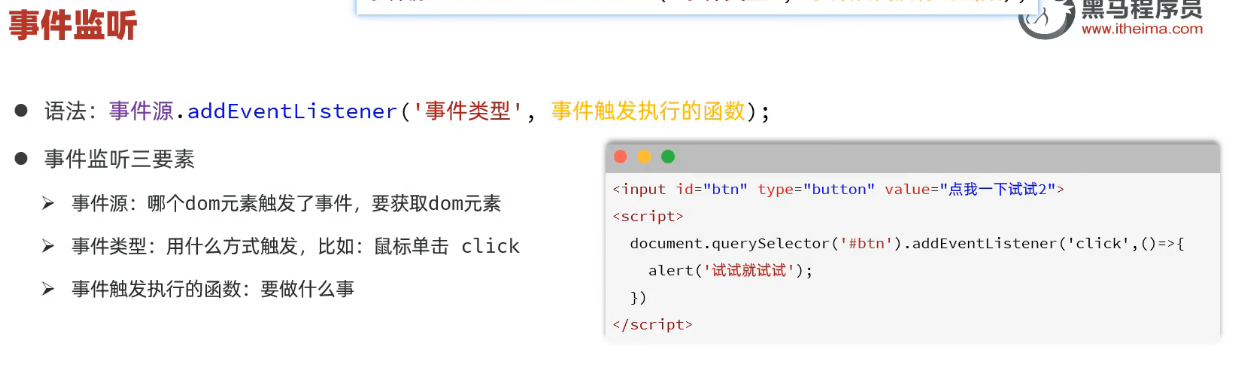 事件监听
黑马程序员
www.itheima.com
语法：事件源.addEventListener('事件类型', 事件触发执行的函数);
事件监听三要素
事件源：哪个dom元素触发了事件，要获取dom元素
事件类型：用什么方式触发，比如：鼠标单击 click
事件触发执行的函数：要做什么事
<input id="btn" type="button" value="点我一下试试2">
<script>
document.querySelector('#btn').addEventListener('click',()=>{
alert('试试就试试');
})
</script>